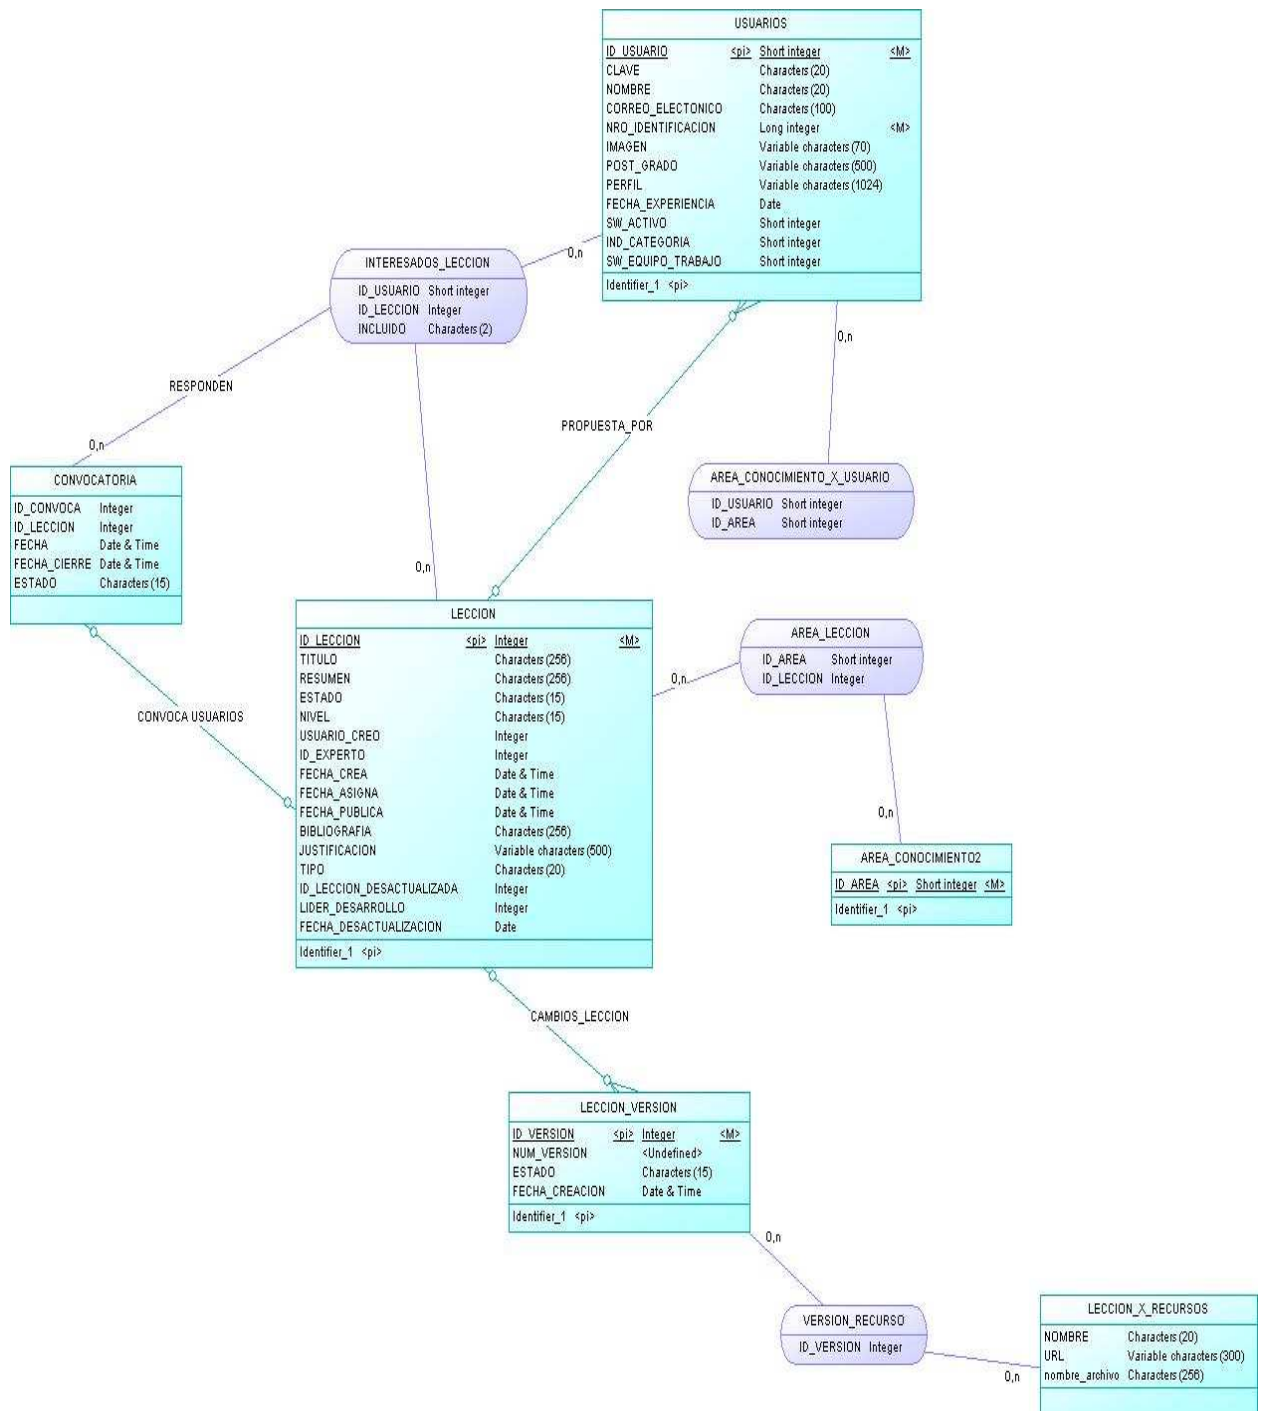 USUARIOS
ID_USUARIO <pi> Short integer <M>
CLAVE Characters (20)
NOMBRE Characters (20)
CORREO_ELECTONICO Characters (100)
NRO_IDENTIFICACION Long integer <M>
IMAGEN Variable characters (70)
POST_GRADO Variable characters (500)
PERFIL Variable characters (1024)
FECHA_EXPERIENCIA Date
SW_ACTIVO Short integer
IND_CATEGORIA Short integer
SW_EQUIPO_TRABAJO Short integer
Identifier_1 <pi>
0,n
INTERESADOS_LECCION
ID_USUARIO Short integer
ID_LECCION Integer
INCLUIDO Characters (2)
0,n
RESPONDEN
PROPUESTA_POR
0,n
CONVOCATORIA
ID_CONVOCA Integer
ID_LECCION Integer
FECHA Date & Time
FECHA_CIERRE Date & Time
ESTADO Characters (15)
AREA_CONOCIMIENTO_X_USUARIO
ID_USUARIO Short integer
ID_AREA Short integer
0,n
LECCION
ID_LECCION <pi> Integer <M>
TITULO Characters (256)
RESUMEN Characters (256)
ESTADO Characters (15)
NIVEL Characters (15)
USUARIO_CREO Integer
ID_EXPERTO Integer
FECHA_CREA Date & Time
FECHA_ASIGNA Date & Time
FECHA_PUBLICA Date & Time
BIBLIOGRAFIA Characters (256)
JUSTIFICACION Variable characters (500)
TIPO Characters (20)
ID_LECCION_DESACTUALIZADA Integer
LIDER_DESARROLLO Integer
FECHA_DESACTUALIZACION Date
Identifier_1 <pi>
CONVOCA USUARIOS
AREA_LECCION
ID_AREA Short integer
ID_LECCION Integer
0,n
0,n
AREA_CONOCIMIENTO2
ID_AREA <pi> Short integer <M>
Identifier_1 <pi>
CAMBIOS_LECCION
LECCION_VERSION
ID_VERSION <pi> Integer <M>
NUM_VERSION <Undefined>
ESTADO Characters (15)
FECHA_CREACION Date & Time
Identifier_1 <pi>
0,n
VERSION_RECURSO
ID_VERSION Integer
0,n
LECCION_X_RECURSOS
NOMBRE Characters (20)
URL Variable characters (300)
nombre_archivo Characters (256)